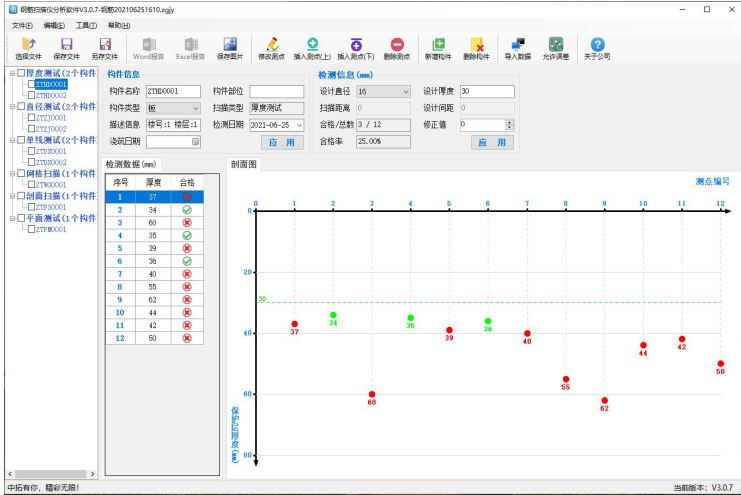 钢筋扫描仪分析软件V3.0.7-钢筋20210625161610.zgjy
文件(F) 编辑(E) 工具(T) 帮助(H)
选择文件 保存文件 另存文件 Word报告 Excel报告 保存图片 修改测点 插入测点(上) 插入测点(下) 删除测点 新增构件 删除构件 导入数据 允许误差 关于公司
厚度测试(2个构件
ZTHD0001
ZTHD0002
直径测试(2个构件
ZTZJ0001
ZTZJ0002
单线测试(2个构件
ZTDX0001
ZTDX0002
网格扫描(1个构件
ZTWG0001
剖面扫描(1个构件
ZTPS0001
平面测试(1个构件
ZTPM0001
构件信息
构件名称 ZTHD0001 构件部位
构件类型 板 扫描类型 厚度测试
描述信息 楼号:1 楼层:1 检测日期 2021-06-25
浇筑日期 应 用
检测信息(mm)
设计直径 16 设计厚度 30
扫描距离 0 设计间距 0
合格/总数 3 / 12 修正值 0
合格率 25.00% 应 用
检测数据(mm)
序号 厚度 合格
1 37
2 34
3 60
4 35
5 39
6 36
7 40
8 55
9 62
10 44
11 42
12 50
剖面图
测点编号
0 1 2 3 4 5 6 7 8 9 10 11 12
0
20
30
40
60
80
37
34
60
35
39
36
40
55
62
44
42
50
保护层厚度(mm)
中拓有你，精彩无限！
当前版本：V3.0.7